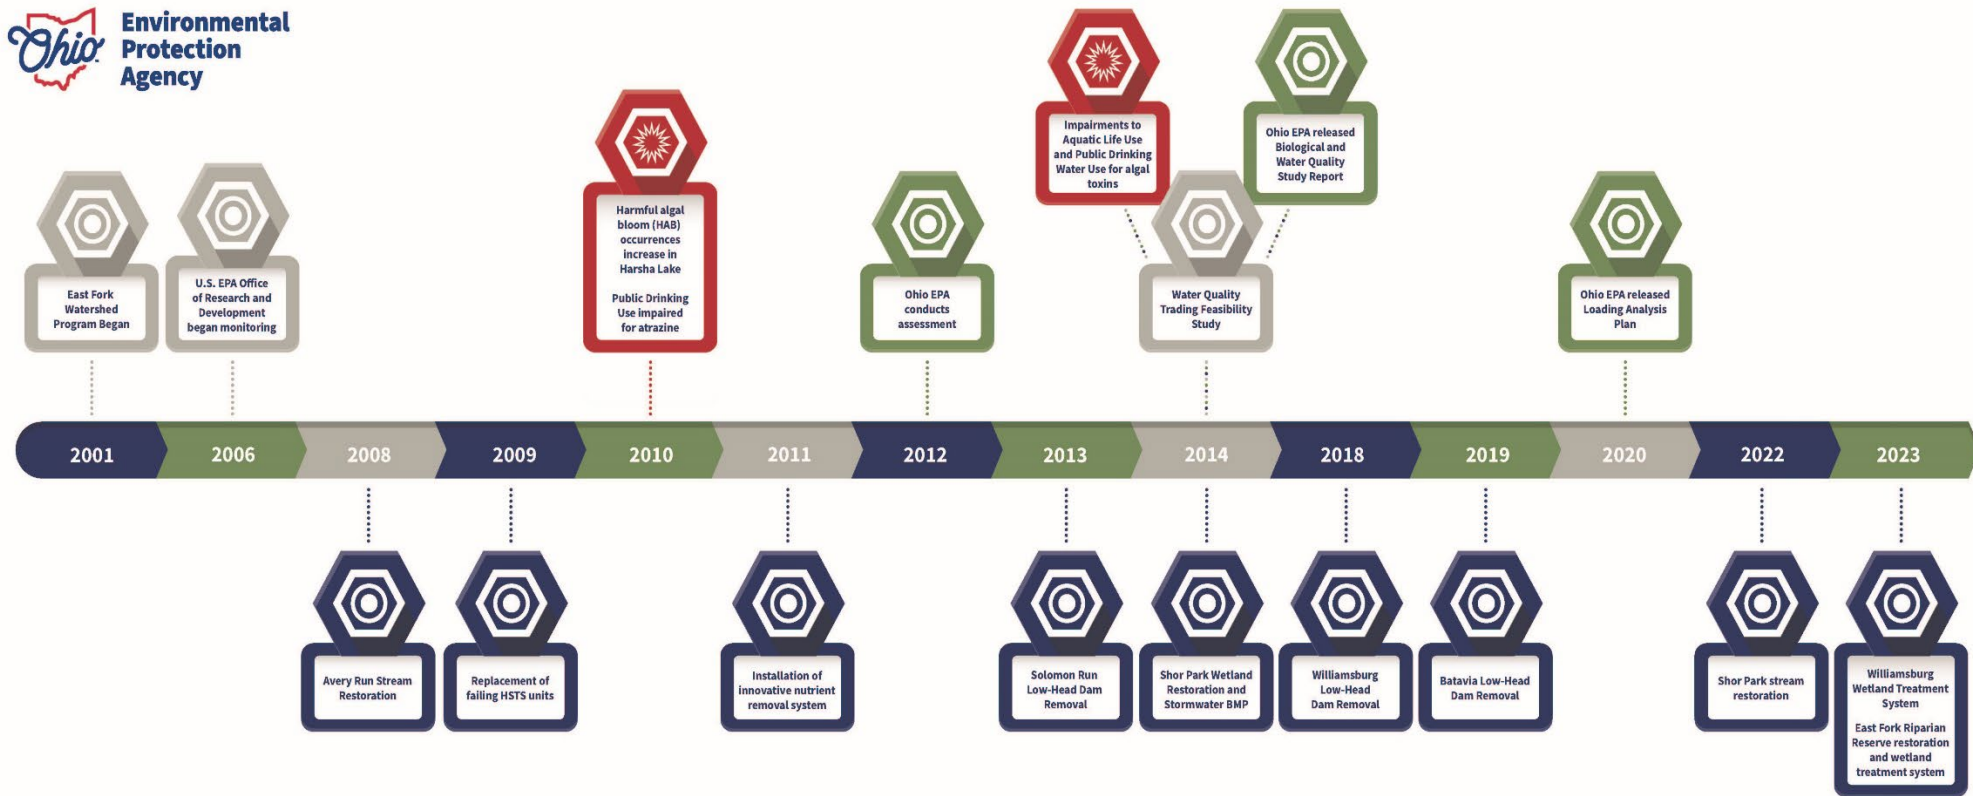 Ohio
Environmental
Protection
Agency
East Fork
Watershed
Program Began
U.S. EPA Office
of Research and
Development
began monitoring
Harmful algal
bloom (HAB)
occurrences
increase in
Harsha Lake
Public Drinking
Use impaired
for atrazine
Ohio EPA
conducts
assessment
Impairments to
Aquatic Life Use
and Public Drinking
Water Use for algal
toxins
Water Quality
Trading Feasibility
Study
Ohio EPA released
Biological and
Water Quality
Study Report
Ohio EPA released
Loading Analysis
Plan
2001
2006
2008
2009
2010
2011
2012
2013
2014
2018
2019
2020
2022
2023
Avery Run Stream
Restoration
Replacement of
failing HSTS units
Installation of
innovative nutrient
removal system
Solomon Run
Low-Head Dam
Removal
Shor Park Wetland
Restoration and
Stormwater BMP
Williamsburg
Low-Head
Dam Removal
Batavia Low-Head
Dam Removal
Shor Park stream
restoration
Williamsburg
Wetland Treatment
System
East Fork Riparian
Reserve restoration
and wetland
treatment system